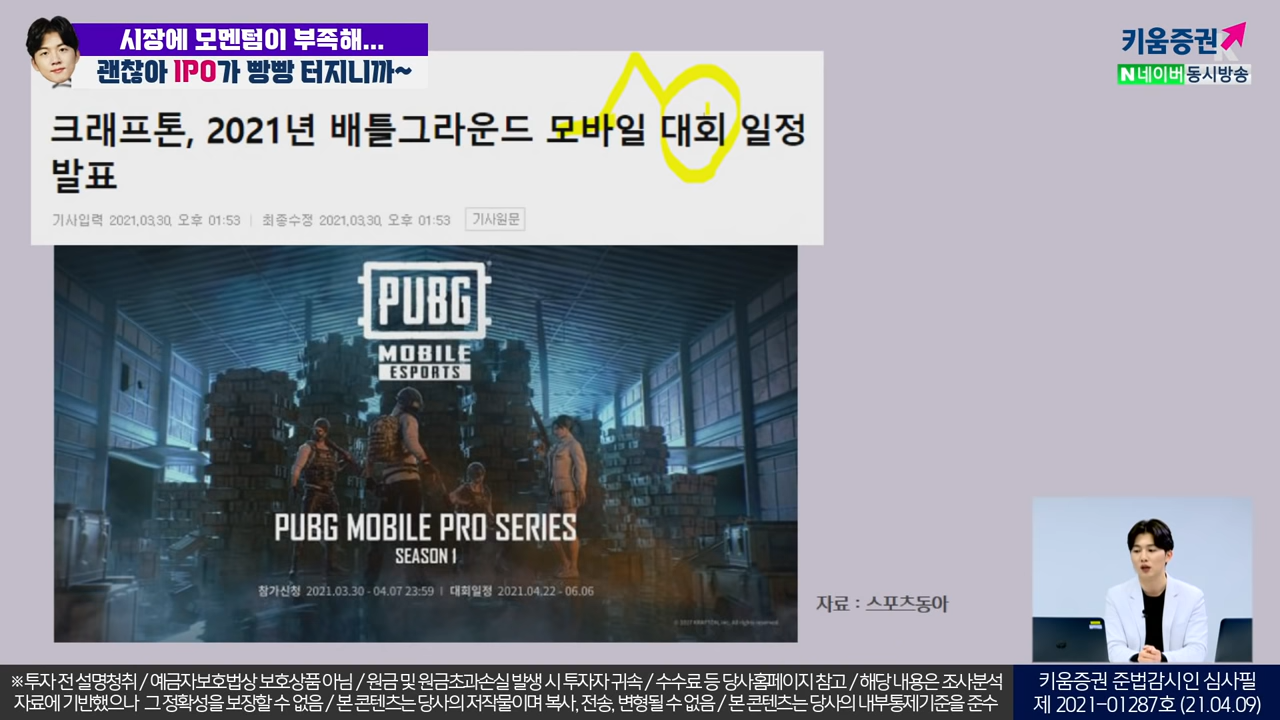 시장에 모멘텀이 부족해...
괜찮아 IPO가 빵빵 터지니까~
키움증권
N네이버 동시방송
크래프톤, 2021년 배틀그라운드 모바일 대회 일정
발표
기사입력 2021.03.30. 오후 01:53 | 최종수정 2021.03.30. 오후 01:53 기사원문
PUBG
MOBILE
ESPORTS
PUBG MOBILE PRO SERIES
SEASON 1
참가신청 2021.03.30 - 04.07 23:59 | 대회일정 2021.04.22 - 06.06
자료 : 스포츠동아
※투자 전 설명청취 / 예금자보호법상 보호상품 아님 / 원금 및 원금초과손실 발생 시 투자자 귀속 / 수수료 등 당사홈페이지 참고 / 해당 내용은 조사분석
자료에 기반했으나 그 정확성을 보장할 수 없음 / 본 콘텐츠는 당사의 저작물이며 복사, 전송, 변형될 수 없음 / 본 콘텐츠는 당사의 내부통제기준을 준수
키움증권 준법감시인 심사필
제 2021-01287호 (21.04.09)